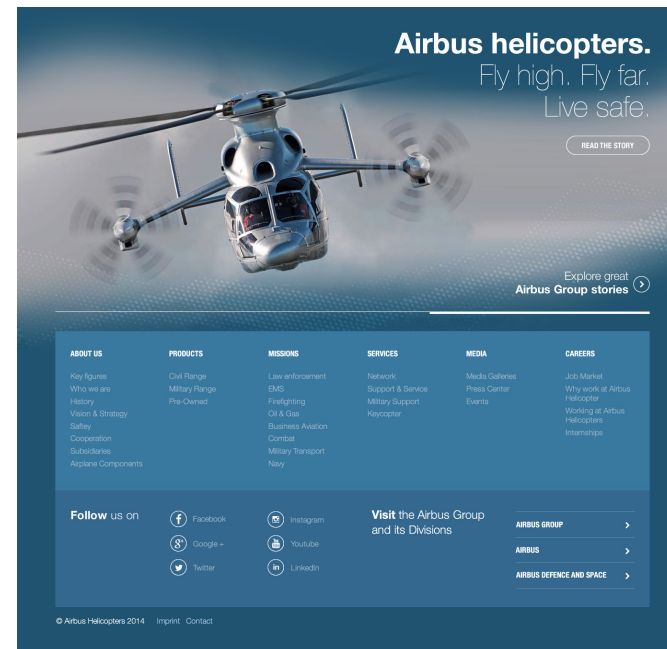 Airbus helicopters.
Fly high. Fly far.
Live safe.
READ THE STORY
Explore great
Airbus Group stories
ABOUT US
Key figures
Who we are
History
Vision & Strategy
Saftey
Cooperation
Subsidiaries
Airplane Components
PRODUCTS
Civil Range
Military Range
Pre-Owned
MISSIONS
Law enforcement
EMS
Firefighting
Oil & Gas
Business Aviation
Combat
Military Transport
Navy
SERVICES
Network
Support & Service
Military Support
Keycopter
MEDIA
Media Galleries
Press Center
Events
CAREERS
Job Market
Why work at Airbus
Helicopter
Working at Airbus
Helicopters
Internships
Follow us on
Facebook
Google +
Twitter
Instagram
Youtube
LinkedIn
Visit the Airbus Group
and its Divisions
AIRBUS GROUP
AIRBUS
AIRBUS DEFENCE AND SPACE
© Airbus Helicopters 2014 Imprint Contact